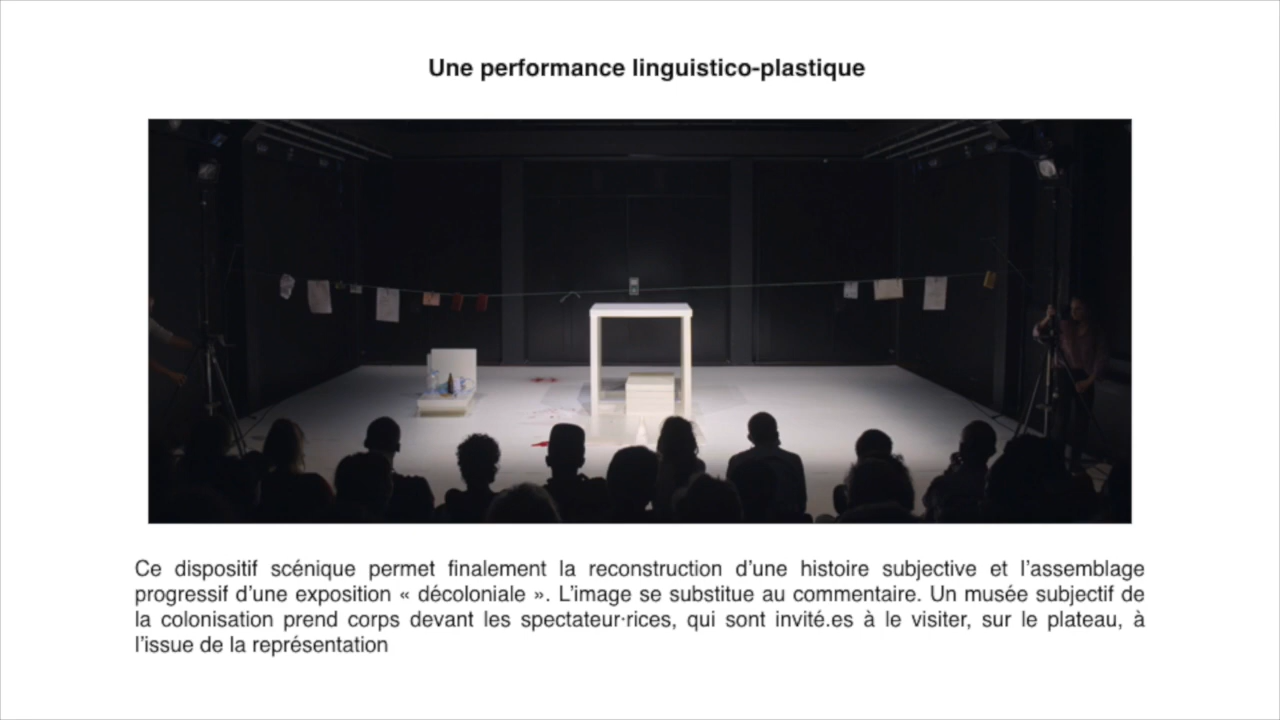 Une performance linguistico-plastique
Ce dispositif scénique permet finalement la reconstruction d’une histoire subjective et l’assemblage
progressif d’une exposition « décoloniale ». L’image se substitue au commentaire. Un musée subjectif de
la colonisation prend corps devant les spectateur·rices, qui sont invité.es à le visiter, sur le plateau, à
l’issue de la représentation